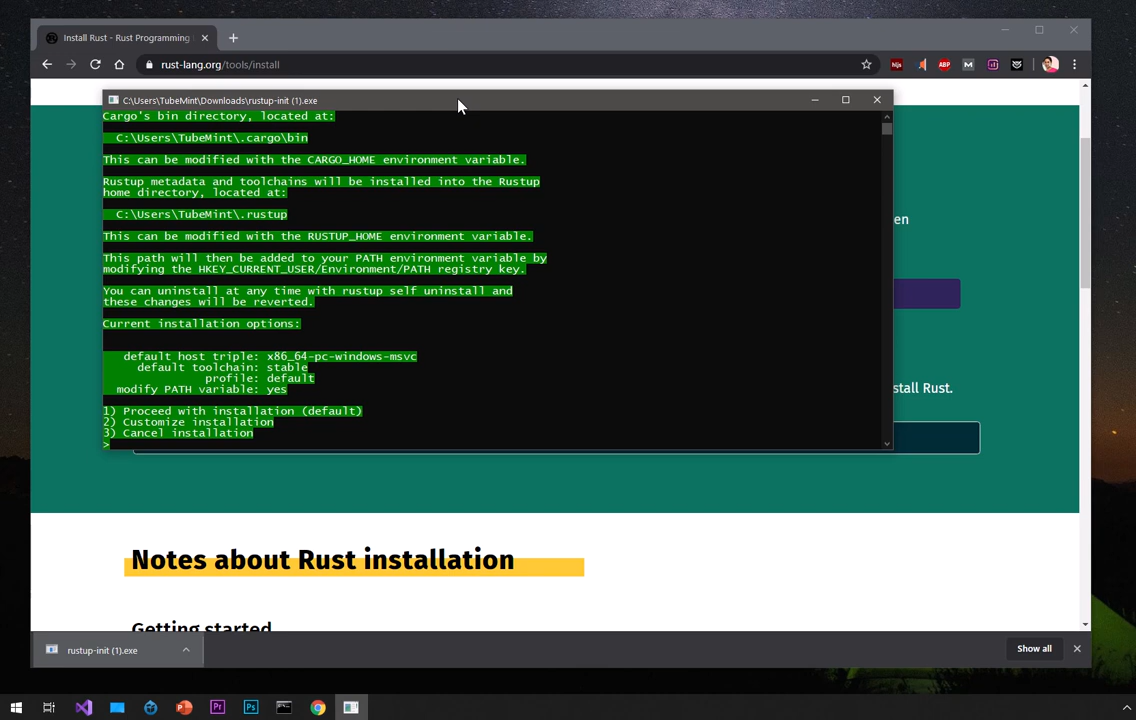 Install Rust - Rust Programming
rust-lang.org/tools/install
hijs
ABP
M
C:\Users\TubeMint\Downloads\rustup-init (1).exe
Cargo's bin directory, located at:
C:\Users\TubeMint\.cargo\bin
This can be modified with the CARGO_HOME environment variable.
Rustup metadata and toolchains will be installed into the Rustup
home directory, located at:
C:\Users\TubeMint\.rustup
This can be modified with the RUSTUP_HOME environment variable.
This path will then be added to your PATH environment variable by
modifying the HKEY_CURRENT_USER/Environment/PATH registry key.
You can uninstall at any time with rustup self uninstall and
these changes will be reverted.
Current installation options:
default host triple: x86_64-pc-windows-msvc
default toolchain: stable
profile: default
modify PATH variable: yes
1) Proceed with installation (default)
2) Customize installation
3) Cancel installation
>
en
stall Rust.
Notes about Rust installation
Getting started
rustup-init (1).exe
Show all
Pr
Ps